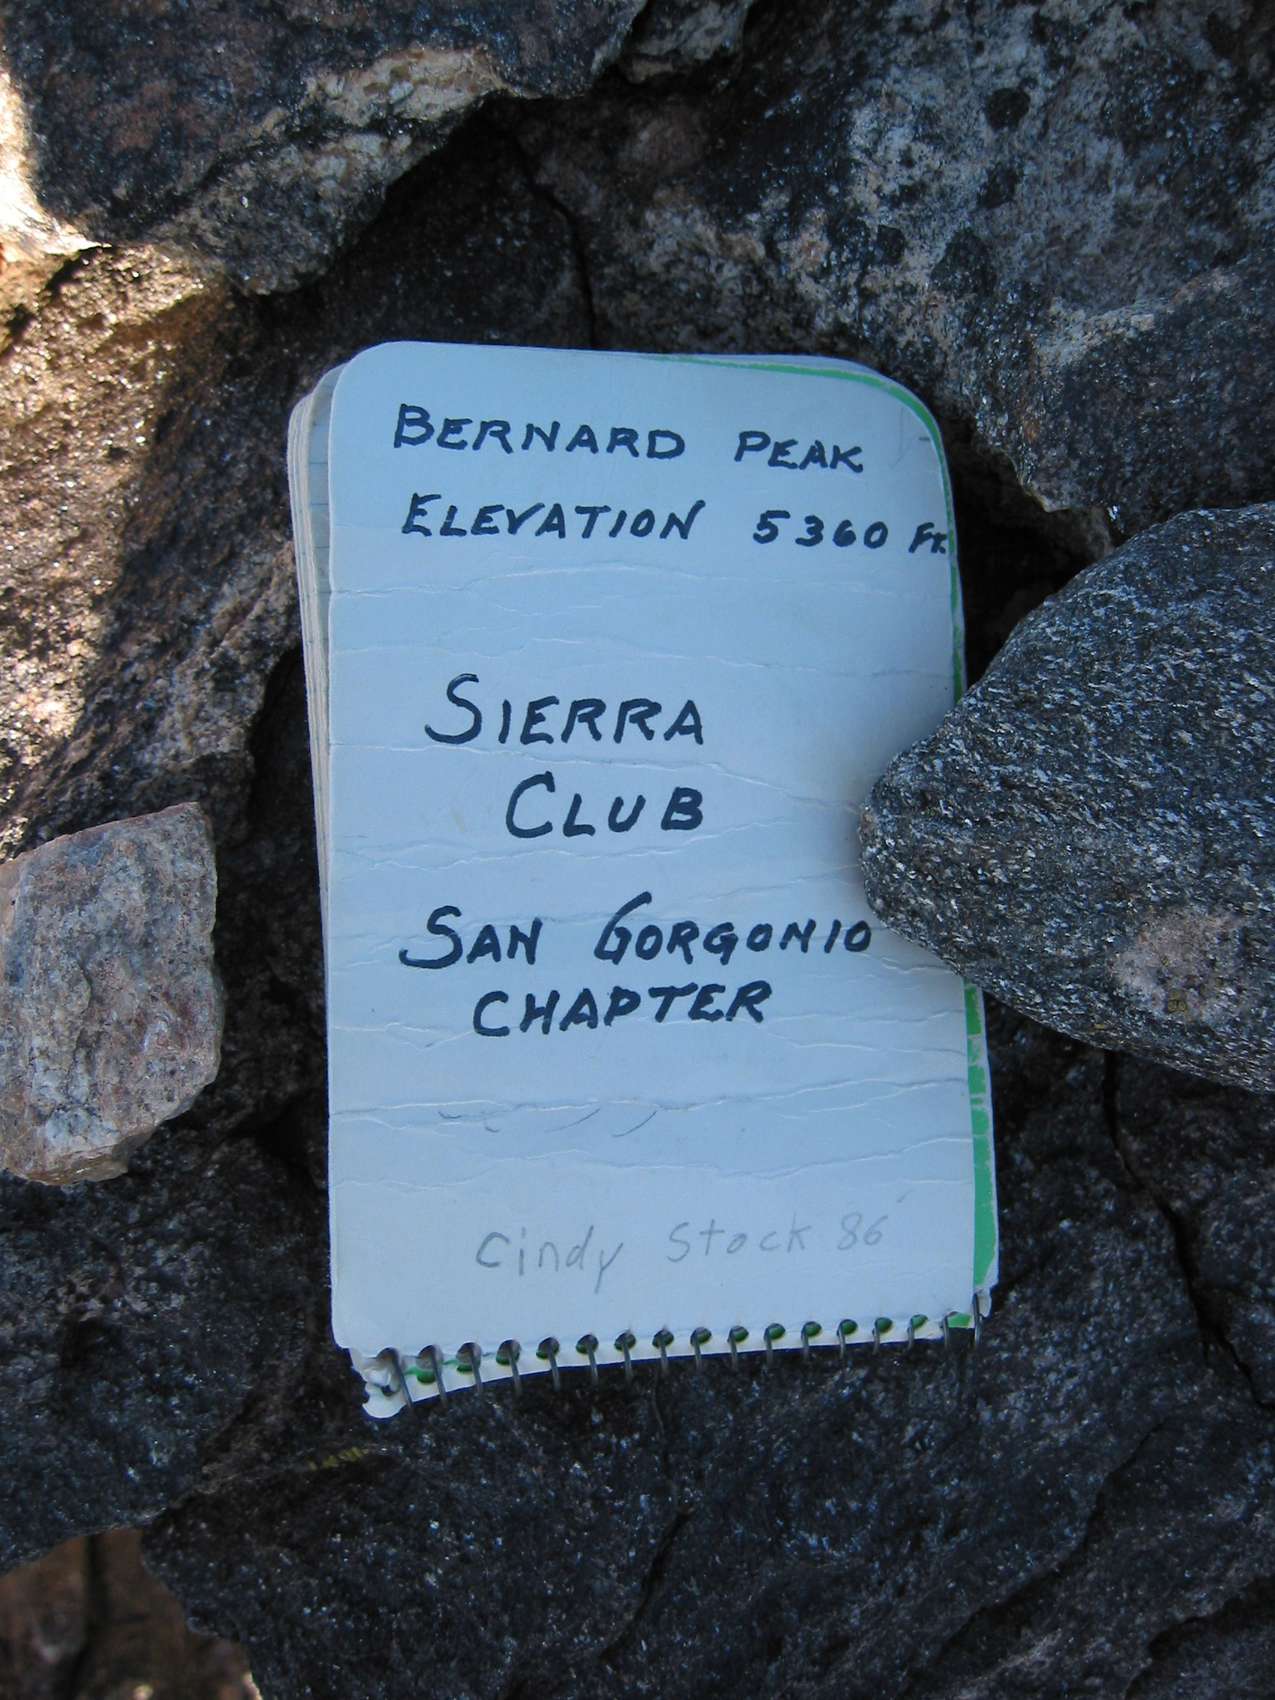 BERNARD PEAK
ELEVATION 5360 FT.
SIERRA
CLUB
SAN GORGONIO
CHAPTER
Cindy Stock 86